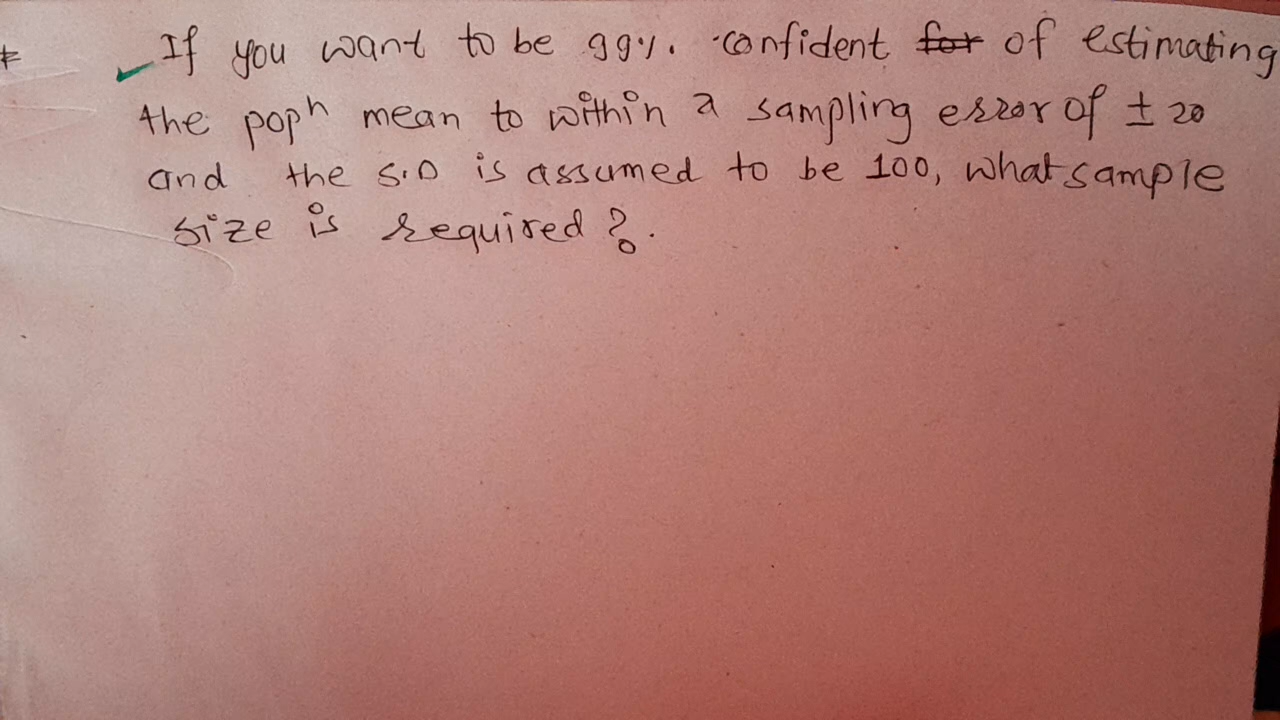 * ✓ If you want to be 99%. confident for of estimating
the popn mean to within a sampling error of ± 20
and the S.D is assumed to be 100, what sample
size is required ?.